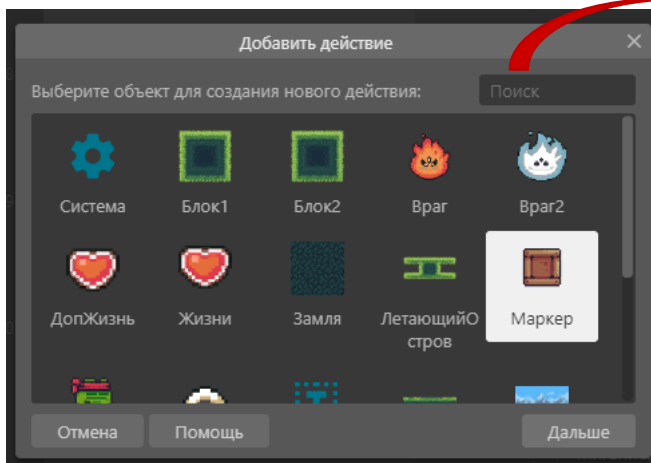 Добавить действие
Выберите объект для создания нового действия:
Поиск
Система Блок1 Блок2 Враг Враг2
ДопЖизнь Жизни Замля ЛетающийО Маркер
стров
Отмена Помощь Дальше